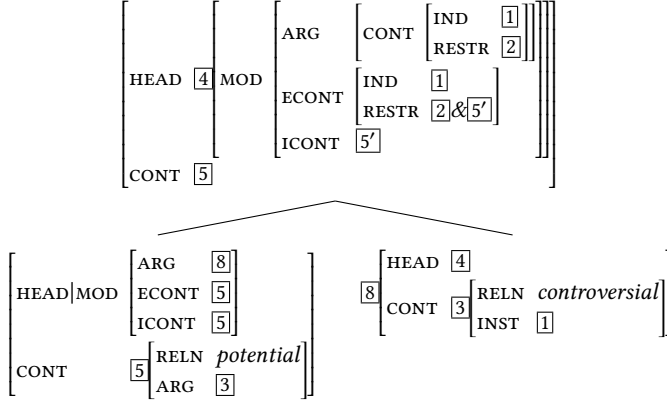 IND 1
ARG CONT
RESTR 2
HEAD 4 MOD IND 1
ECONT
RESTR 2&5′
ICONT 5′
CONT 5
ARG 8
HEAD|MOD ECONT 5
ICONT 5
RELN potential
CONT 5
ARG 3
HEAD 4
8
RELN controversial
CONT 3
INST 1